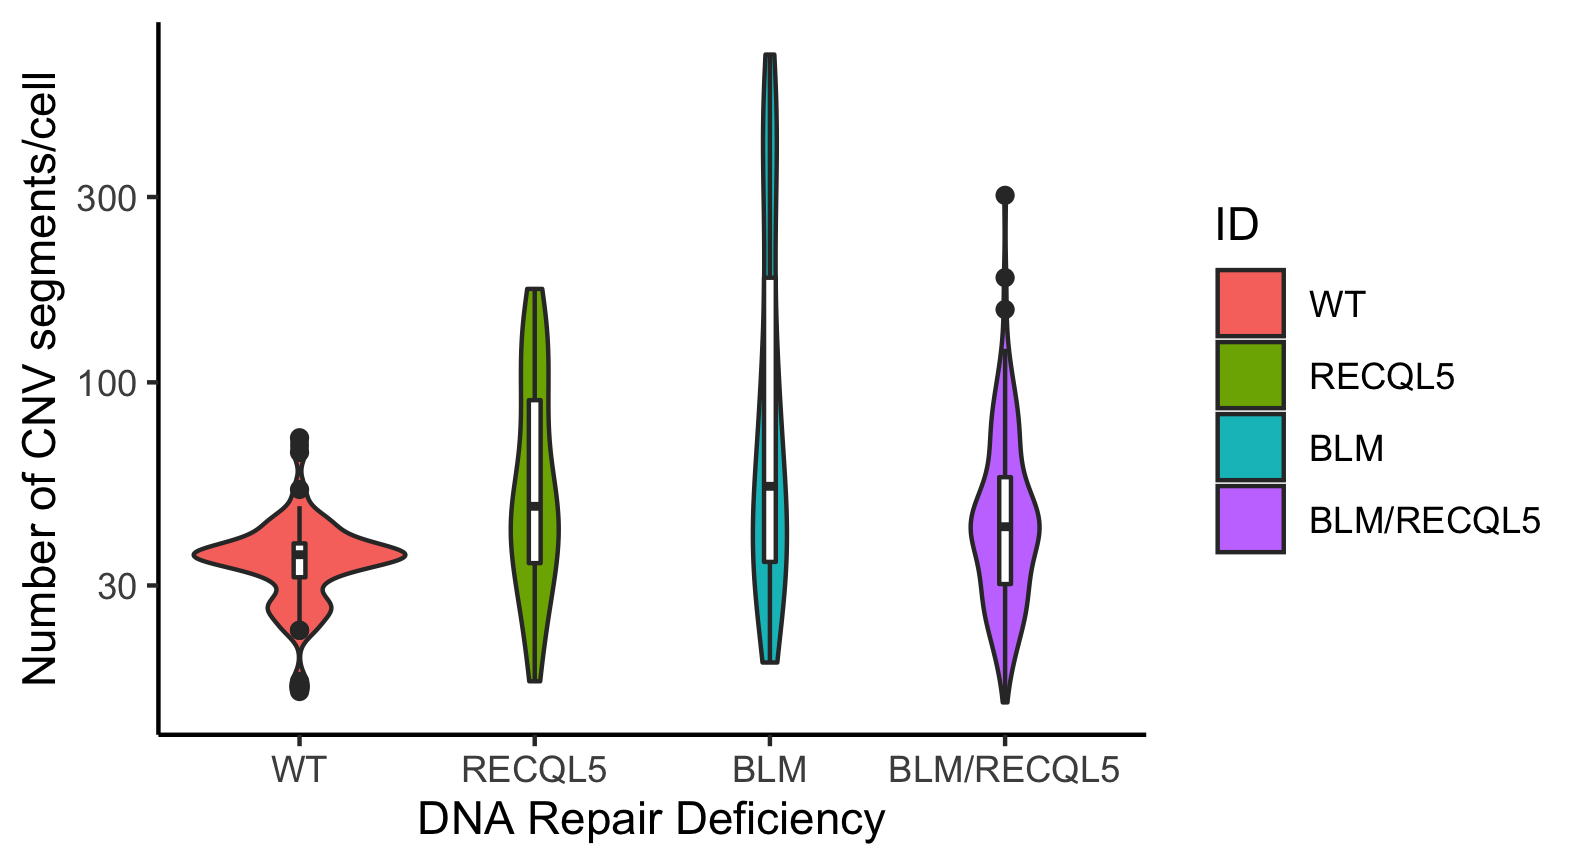 Number of CNV segments/cell
300
100
30
WT
RECQL5
BLM
BLM/RECQL5
DNA Repair Deficiency
ID
WT
RECQL5
BLM
BLM/RECQL5